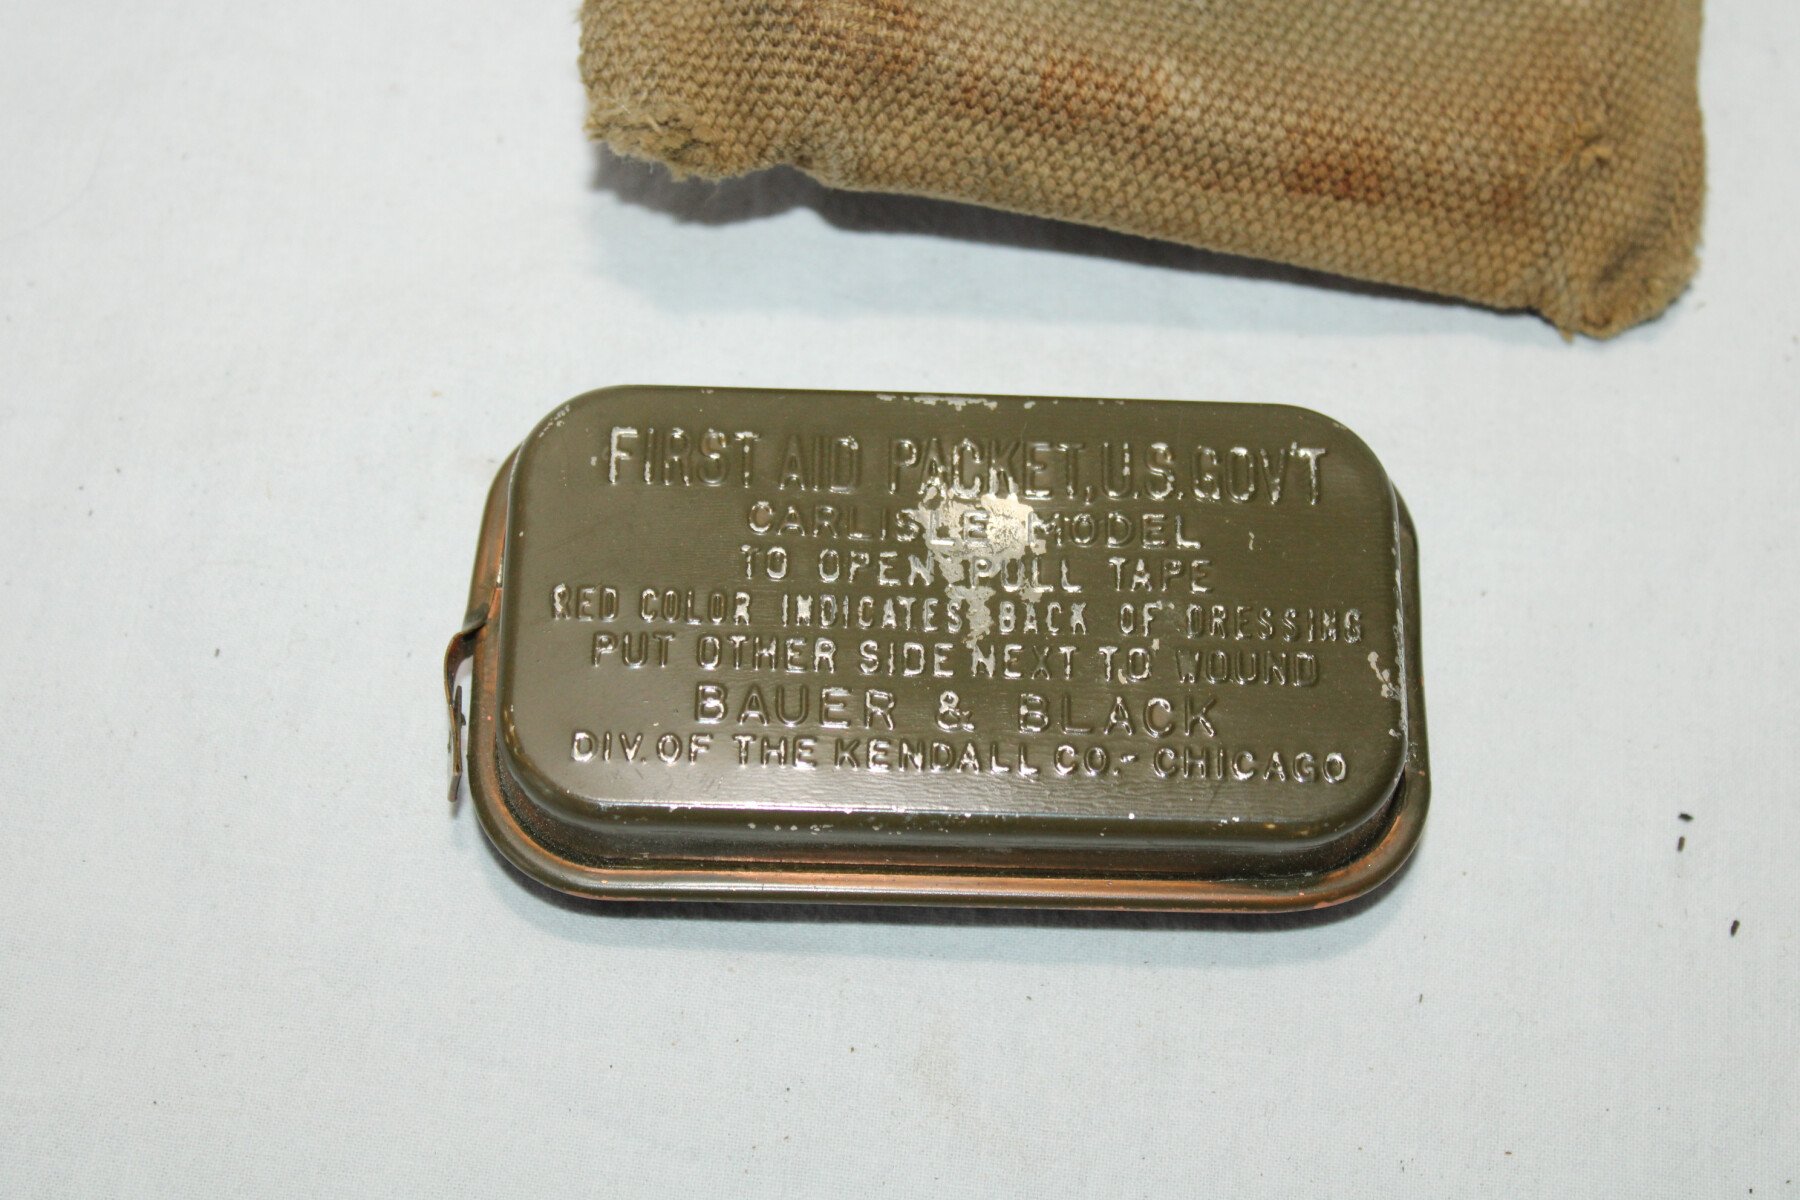 FIRST AID PACKET, U.S. GOV'T
CARLISLE MODEL
TO OPEN PULL TAPE
RED COLOR INDICATES BACK OF DRESSING
PUT OTHER SIDE NEXT TO WOUND
BAUER & BLACK
DIV. OF THE KENDALL CO.- CHICAGO